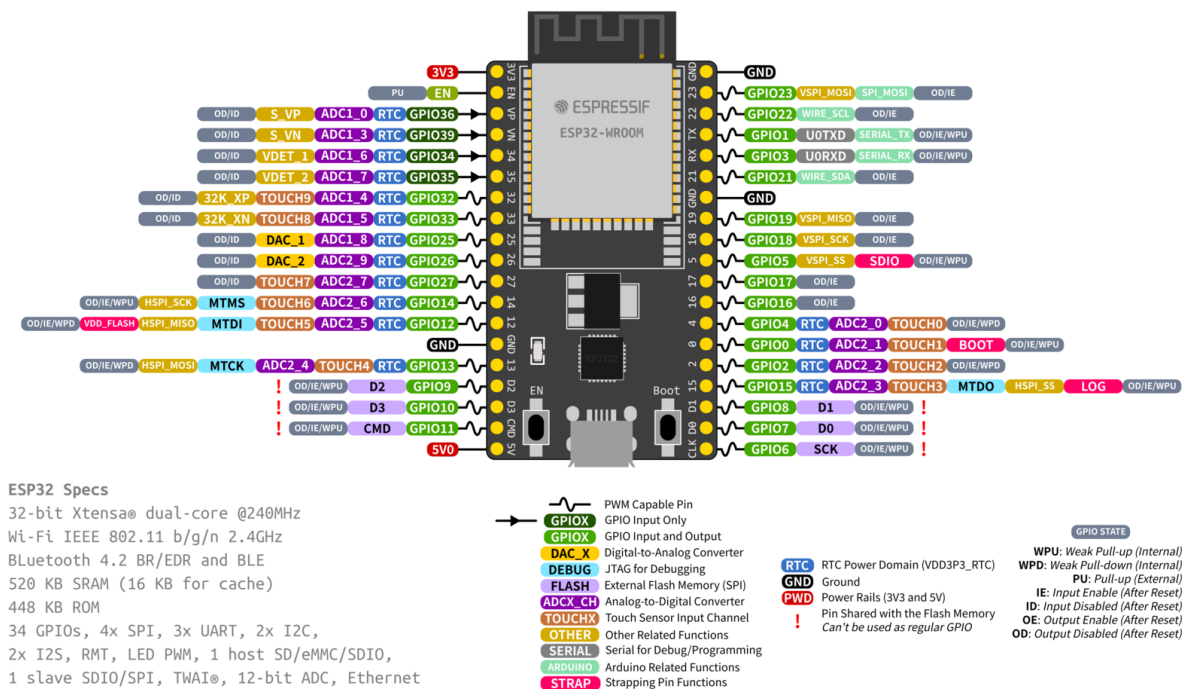 3V3 3V3 GND GND
PU EN EN 23 GPIO23 VSPI_MOSI SPI_MOSI OD/IE
OD/ID S_VP ADC1_0 RTC GPIO36 VP 22 GPIO22 WIRE_SCL OD/IE
OD/ID S_VN ADC1_3 RTC GPIO39 VN TX GPIO1 U0TXD SERIAL_TX OD/IE/WPU
OD/ID VDET_1 ADC1_6 RTC GPIO34 34 RX GPIO3 U0RXD SERIAL_RX OD/IE/WPU
OD/ID VDET_2 ADC1_7 RTC GPIO35 35 21 GPIO21 WIRE_SDA OD/IE
OD/ID 32K_XP TOUCH9 ADC1_4 RTC GPIO32 32 GND GND
OD/ID 32K_XN TOUCH8 ADC1_5 RTC GPIO33 33 19 GPIO19 VSPI_MISO OD/IE
OD/ID DAC_1 ADC1_8 RTC GPIO25 25 18 GPIO18 VSPI_SCK OD/IE
OD/ID DAC_2 ADC2_9 RTC GPIO26 26 5 GPIO5 VSPI_SS SDIO OD/IE/WPU
OD/ID TOUCH7 ADC2_7 RTC GPIO27 27 17 GPIO17 OD/IE
OD/IE/WPU HSPI_SCK MTMS TOUCH6 ADC2_6 RTC GPIO14 14 16 GPIO16 OD/IE
OD/IE/WPD VDD_FLASH HSPI_MISO MTDI TOUCH5 ADC2_5 RTC GPIO12 12 4 GPIO4 RTC ADC2_0 TOUCH0 OD/IE/WPD
GND GND 0 GPIO0 RTC ADC2_1 TOUCH1 BOOT OD/IE/WPU
OD/IE/WPD HSPI_MOSI MTCK ADC2_4 TOUCH4 RTC GPIO13 13 2 GPIO2 RTC ADC2_2 TOUCH2 OD/IE/WPD
! OD/IE/WPU D2 GPIO9 D2 15 GPIO15 RTC ADC2_3 TOUCH3 MTDO HSPI_SS LOG OD/IE/WPU
! OD/IE/WPU D3 GPIO10 D3 D1 GPIO8 D1 OD/IE/WPU !
! OD/IE/WPU CMD GPIO11 CMD D0 GPIO7 D0 OD/IE/WPU !
5V0 5V CLK GPIO6 SCK OD/IE/WPU !
ESPRESSIF
ESP32-WROOM
CP2102
EN Boot
ESP32 Specs
32-bit Xtensa® dual-core @240MHz
Wi-Fi IEEE 802.11 b/g/n 2.4GHz
BLuetooth 4.2 BR/EDR and BLE
520 KB SRAM (16 KB for cache)
448 KB ROM
34 GPIOs, 4x SPI, 3x UART, 2x I2C,
2x I2S, RMT, LED PWM, 1 host SD/eMMC/SDIO,
1 slave SDIO/SPI, TWAI®, 12-bit ADC, Ethernet
PWM Capable Pin
GPIOX GPIO Input Only
GPIOX GPIO Input and Output
DAC_X Digital-to-Analog Converter
DEBUG JTAG for Debugging
FLASH External Flash Memory (SPI)
ADCX_CH Analog-to-Digital Converter
TOUCHX Touch Sensor Input Channel
OTHER Other Related Functions
SERIAL Serial for Debug/Programming
ARDUINO Arduino Related Functions
STRAP Strapping Pin Functions
RTC RTC Power Domain (VDD3P3_RTC)
GND Ground
PWD Power Rails (3V3 and 5V)
! Pin Shared with the Flash Memory
Can't be used as regular GPIO
GPIO STATE
WPU: Weak Pull-up (Internal)
WPD: Weak Pull-down (Internal)
PU: Pull-up (External)
IE: Input Enable (After Reset)
ID: Input Disabled (After Reset)
OE: Output Enable (After Reset)
OD: Output Disabled (After Reset)